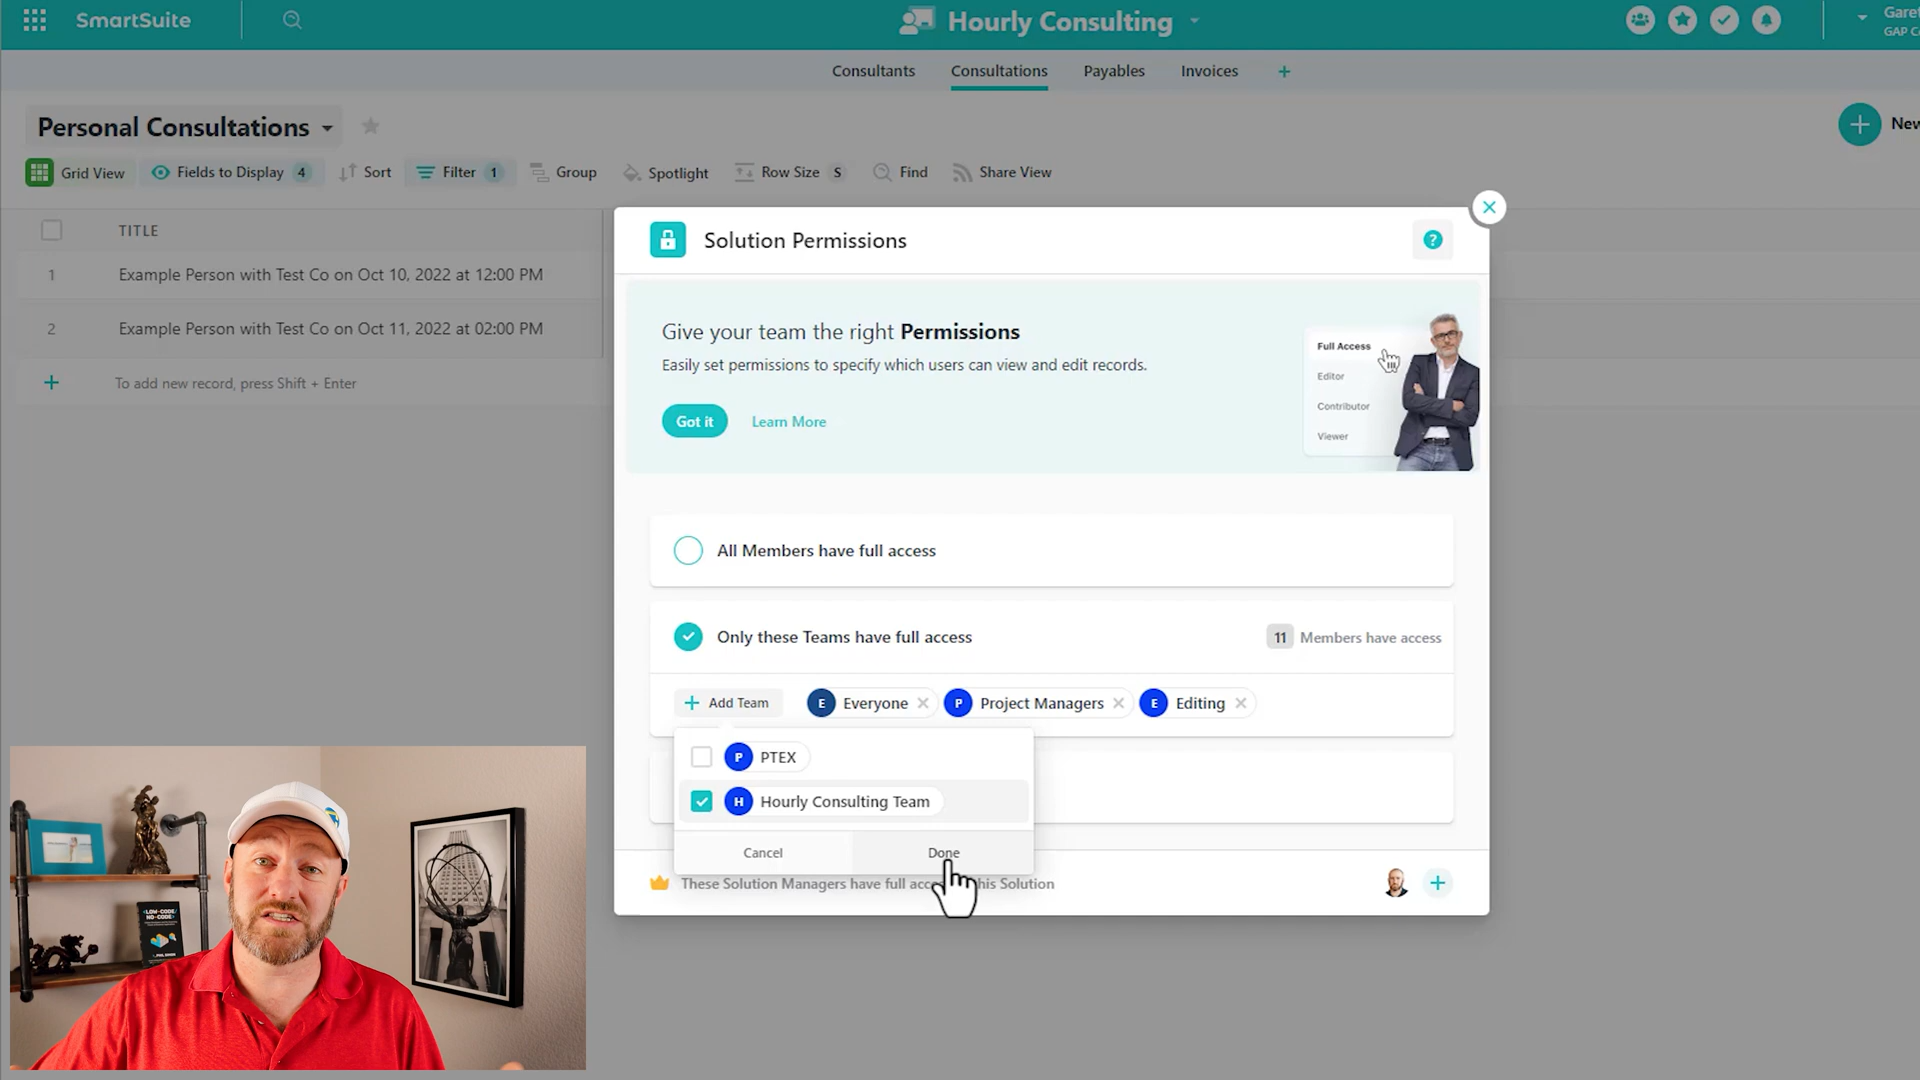 SmartSuite
Hourly Consulting
Gare
GAP C
Consultants Consultations Payables Invoices
Personal Consultations
New
Grid View Fields to Display 4 Sort Filter 1 Group Spotlight Row Size S Find Share View
TITLE
1 Example Person with Test Co on Oct 10, 2022 at 12:00 PM
2 Example Person with Test Co on Oct 11, 2022 at 02:00 PM
To add new record, press Shift + Enter
Solution Permissions
?
Give your team the right Permissions
Easily set permissions to specify which users can view and edit records.
Got it Learn More
Full Access
Editor
Contributor
Viewer
All Members have full access
Only these Teams have full access 11 Members have access
Add Team E Everyone P Project Managers E Editing
P PTEX
H Hourly Consulting Team
Cancel Done
These Solution Managers have full acc his Solution
LOW-CODE/
NO-CODE